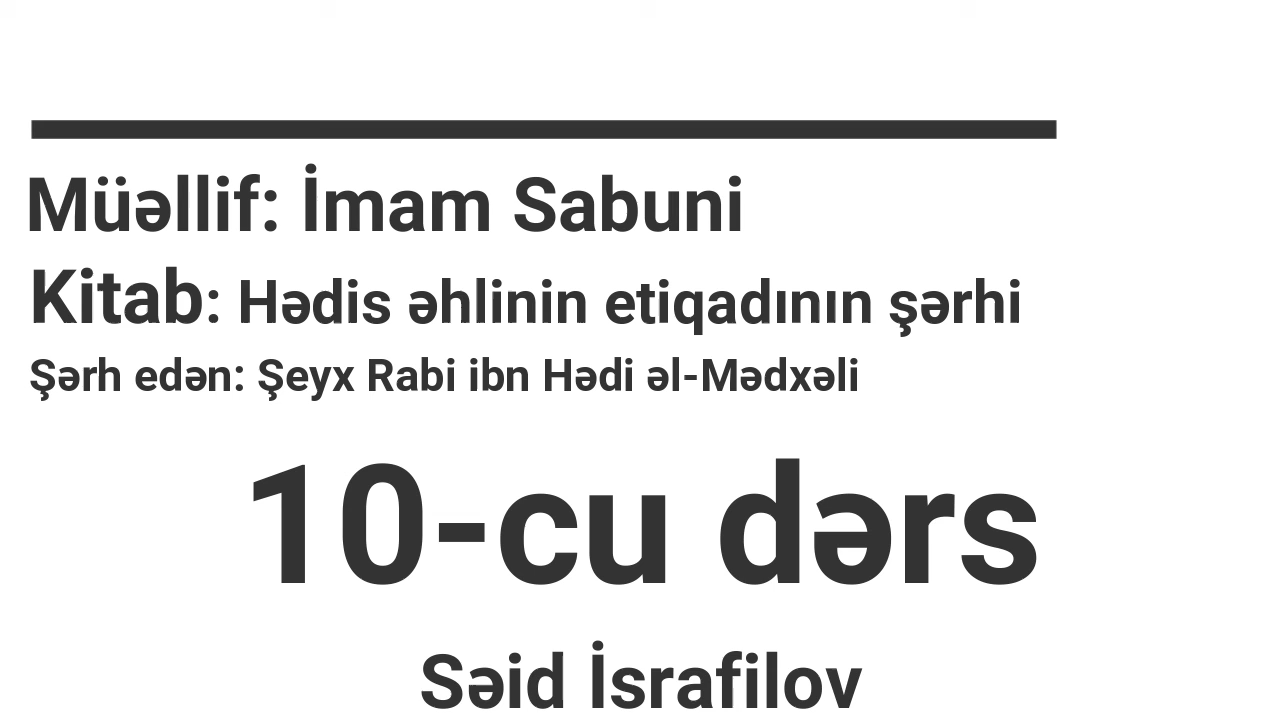 Müəllif: İmam Sabuni
Kitab: Hədis əhlinin etiqadının şərhi
Şərh edən: Şeyx Rabi ibn Hədi əl-Mədxəli
10-cu dərs
Səid İsrafilov